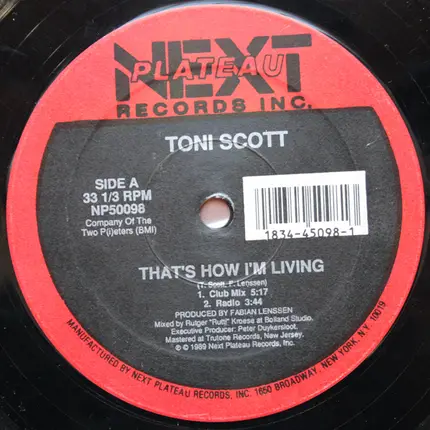 NEXT
PLATEAU
RECORDS INC.
TONI SCOTT
SIDE A
33 1/3 RPM
NP50098
Company Of The
Two P(i)eters (BMI)
1834-45098-1
THAT'S HOW I'M LIVING
(T. Scott, F. Lenssen)
1. Club Mix 5:17
2. Radio 3:44
PRODUCED BY FABIAN LENSSEN
Mixed by Rutger "Rutti" Kroese at Bolland Studio.
Executive Producer: Peter Duykersloot.
Mastered at Trutone Records, New Jersey.
℗ © 1989 Next Plateau Records, Inc.
MANUFACTURED BY NEXT PLATEAU RECORDS, INC. 1650 BROADWAY, NEW YORK, N.Y. 10019